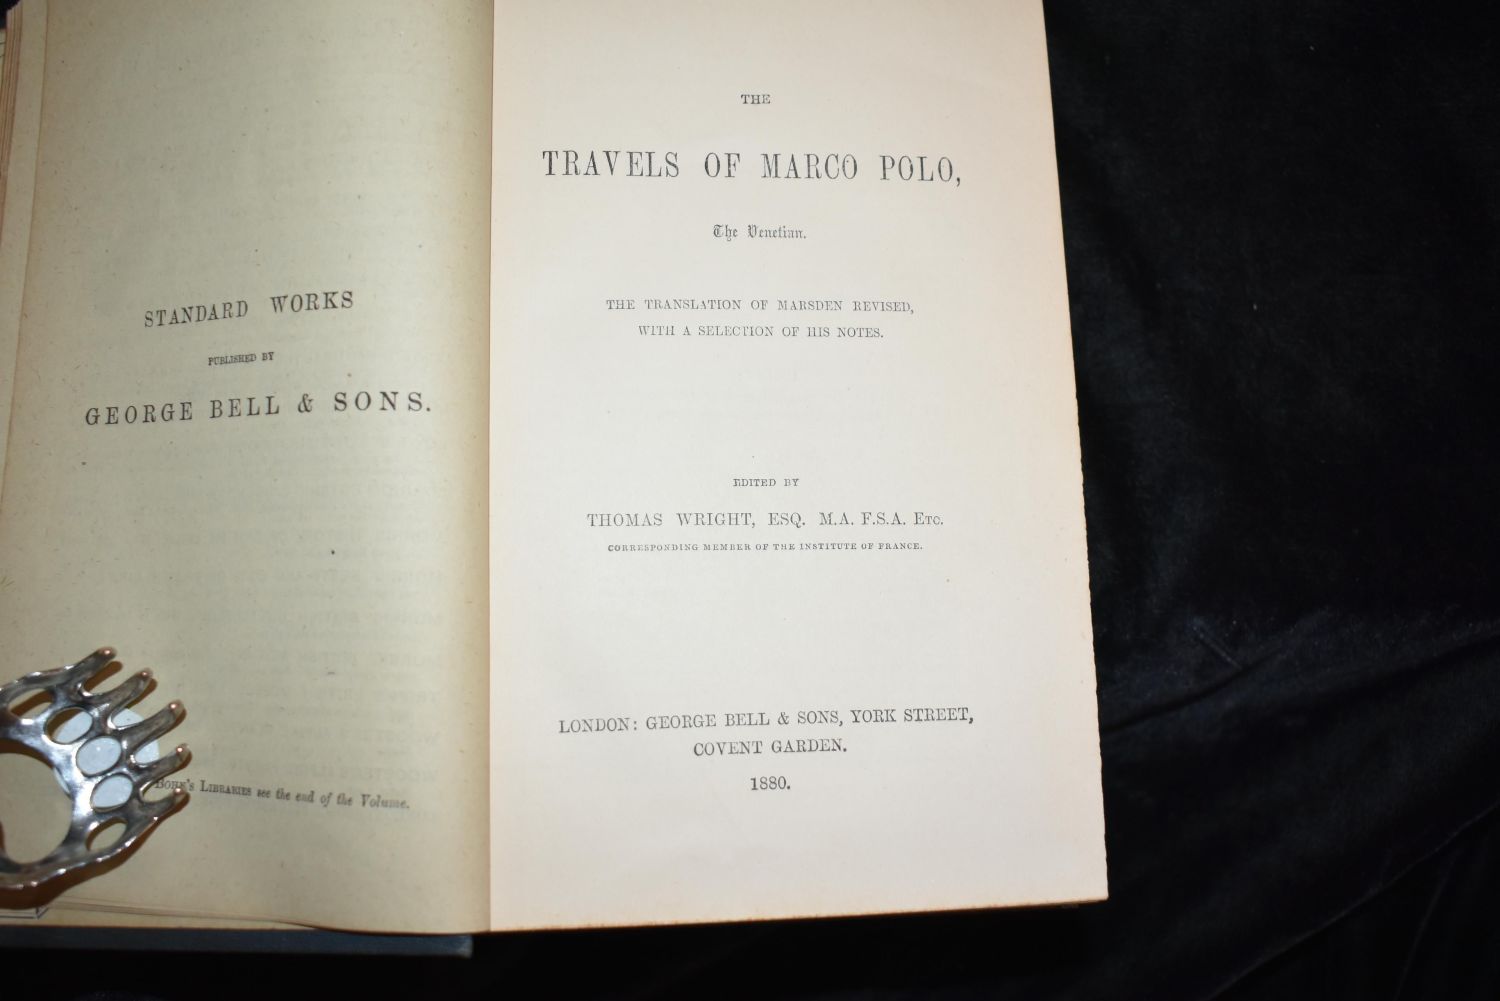 STANDARD WORKS
PUBLISHED BY
GEORGE BELL & SONS.
BOHN'S LIBRARIES see the end of the Volume.
THE
TRAVELS OF MARCO POLO,
The Venetian.
THE TRANSLATION OF MARSDEN REVISED,
WITH A SELECTION OF HIS NOTES.
EDITED BY
THOMAS WRIGHT, ESQ. M.A. F.S.A. ETC.
CORRESPONDING MEMBER OF THE INSTITUTE OF FRANCE.
LONDON: GEORGE BELL & SONS, YORK STREET,
COVENT GARDEN.
1880.